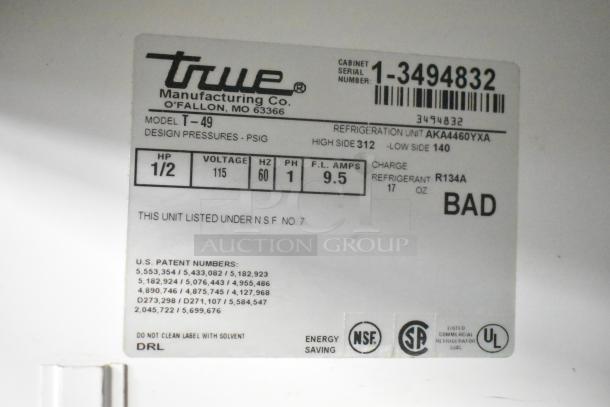 true®
Manufacturing Co.
O'FALLON, MO 63366
CABINET SERIAL NUMBER: 1-3494832
3494832
MODEL T-49
REFRIGERATION UNIT AKA4460YXA
DESIGN PRESSURES - PSIG HIGH SIDE 312 -LOW SIDE 140
HP VOLTAGE HZ PH F.L. AMPS
1/2 115 60 1 9.5
CHARGE
REFRIGERANT R134A
17 OZ
BAD
THIS UNIT LISTED UNDER N.S.F. NO. 7
PCI
AUCTION GROUP
U.S. PATENT NUMBERS:
5,553,354 / 5,433,082 / 5,182,923
5,182,924 / 5,076,443 / 4,955,486
4,890,746 / 4,875,745 / 4,127,968
D273,298 / D271,107 / 5,584,547
2,045,722 / 5,699,676
DO NOT CLEAN LABEL WITH SOLVENT
DRL
ENERGY
SAVING
NSF®
SA
LISTED
COMMERCIAL
REFRIGERATOR
UL